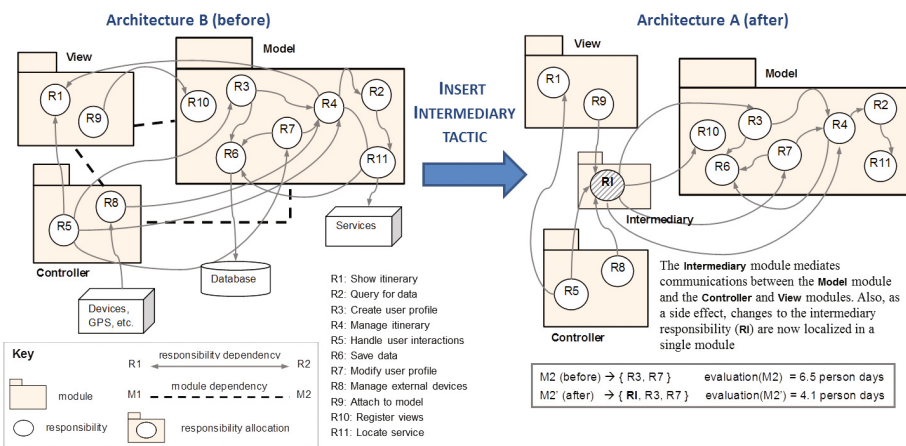 Architecture B (before)
View
R1
R9
Model
R10
R3
R4
R2
R7
R6
R11
R8
R5
Controller
Devices,
GPS, etc.
Database
Services
INSERT
INTERMEDIARY
TACTIC
Architecture A (after)
View
R1
R9
Model
R10
R3
R4
R2
R7
R6
R11
RI
Intermediary
R5
R8
Controller
R1: Show itinerary
R2: Query for data
R3: Create user profile
R4: Manage itinerary
R5: Handle user interactions
R6: Save data
R7: Modify user profile
R8: Manage external devices
R9: Attach to model
R10: Register views
R11: Locate service
The Intermediary module mediates
communications between the Model module
and the Controller and View modules. Also, as
a side effect, changes to the intermediary
responsibility (RI) are now localized in a
single module
M2 (before) → { R3, R7 } evaluation(M2) = 6.5 person days
M2' (after) → { RI, R3, R7 } evaluation(M2') = 4.1 person days
Key
module
responsibility
R1 responsibility dependency R2
M1 module dependency M2
responsibility allocation